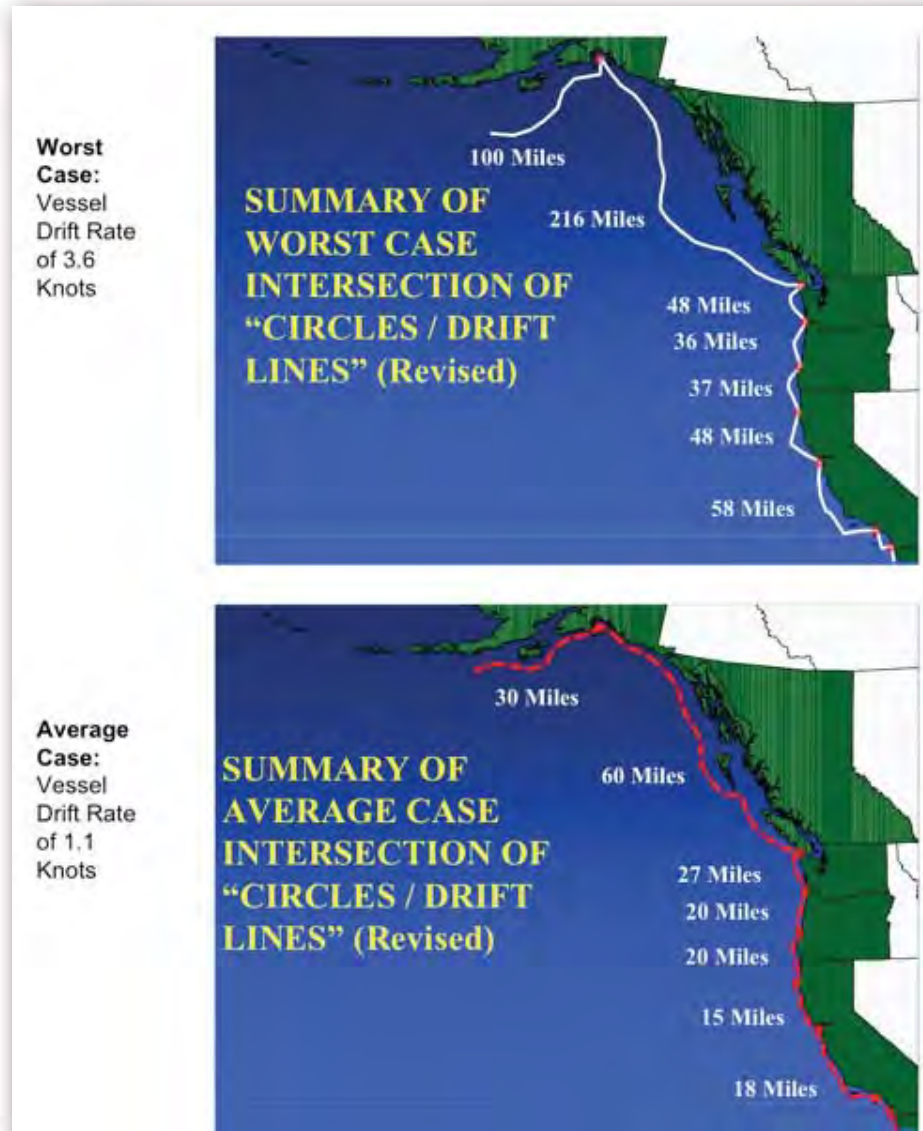 Worst
Case:
Vessel
Drift Rate
of 3.6
Knots
100 Miles
SUMMARY OF
WORST CASE
INTERSECTION OF
“CIRCLES / DRIFT
LINES” (Revised)
216 Miles
48 Miles
36 Miles
37 Miles
48 Miles
58 Miles
Average
Case:
Vessel
Drift Rate
of 1.1
Knots
30 Miles
SUMMARY OF
AVERAGE CASE
INTERSECTION OF
“CIRCLES / DRIFT
LINES” (Revised)
60 Miles
27 Miles
20 Miles
20 Miles
15 Miles
18 Miles